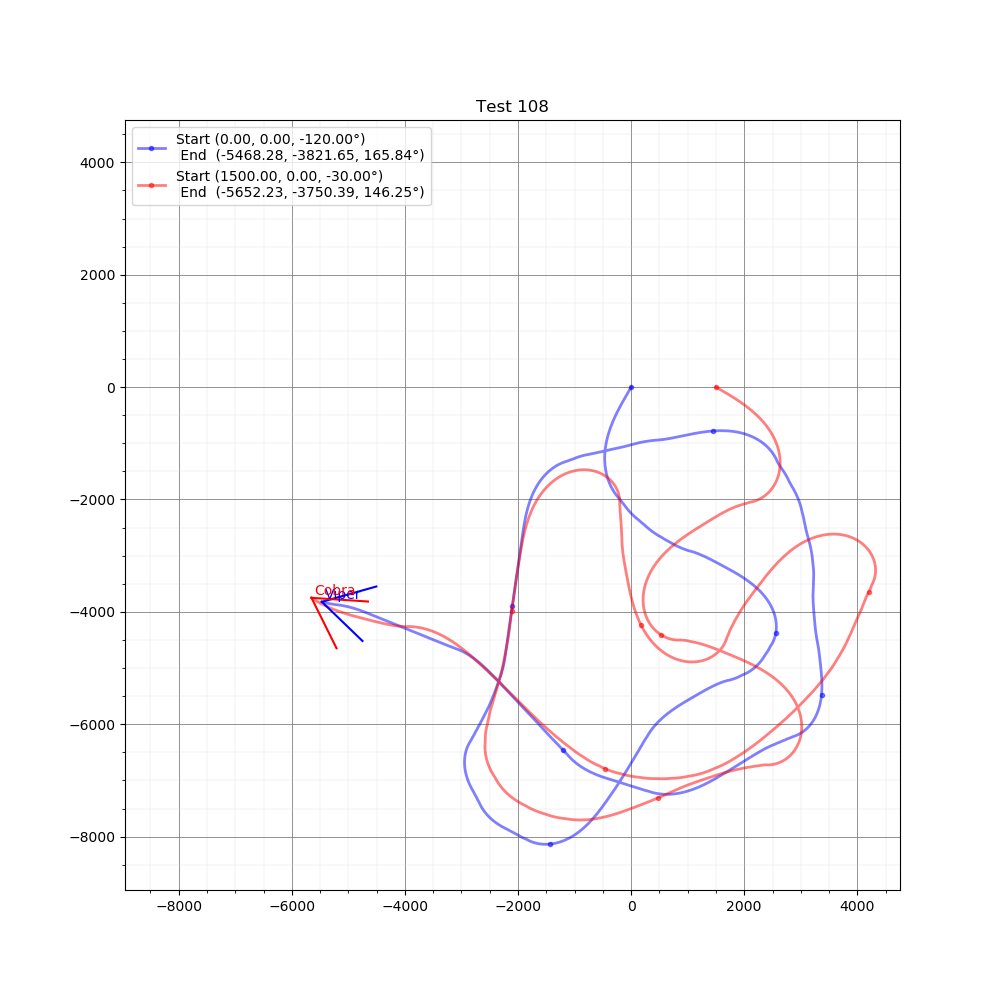 Test 108
Start (0.00, 0.00, -120.00°)
End (-5468.28, -3821.65, 165.84°)
Start (1500.00, 0.00, -30.00°)
End (-5652.23, -3750.39, 146.25°)
4000
2000
0
−2000
−4000
−6000
−8000
Cobra
Viper
−8000 −6000 −4000 −2000 0 2000 4000